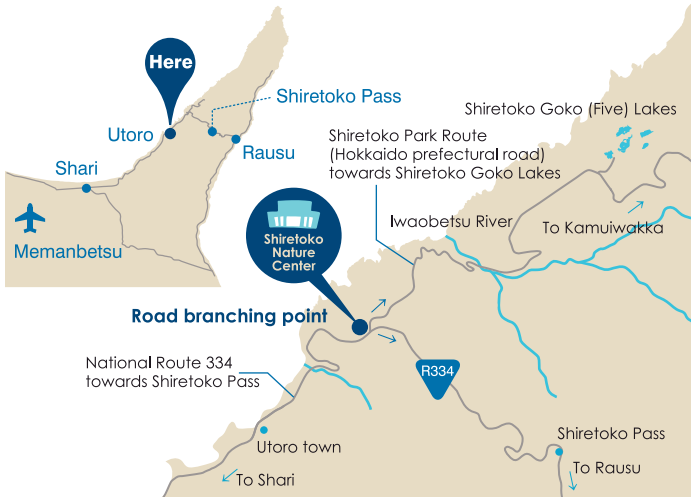 Here
Shiretoko Pass
Utoro
Rausu
Shari
Memanbetsu
Shiretoko Goko (Five) Lakes
Shiretoko Park Route
(Hokkaido prefectural road)
towards Shiretoko Goko Lakes
Iwaobetsu River
To Kamuiwakka
Shiretoko
Nature
Center
Road branching point
National Route 334
towards Shiretoko Pass
R334
Utoro town
Shiretoko Pass
To Shari
To Rausu